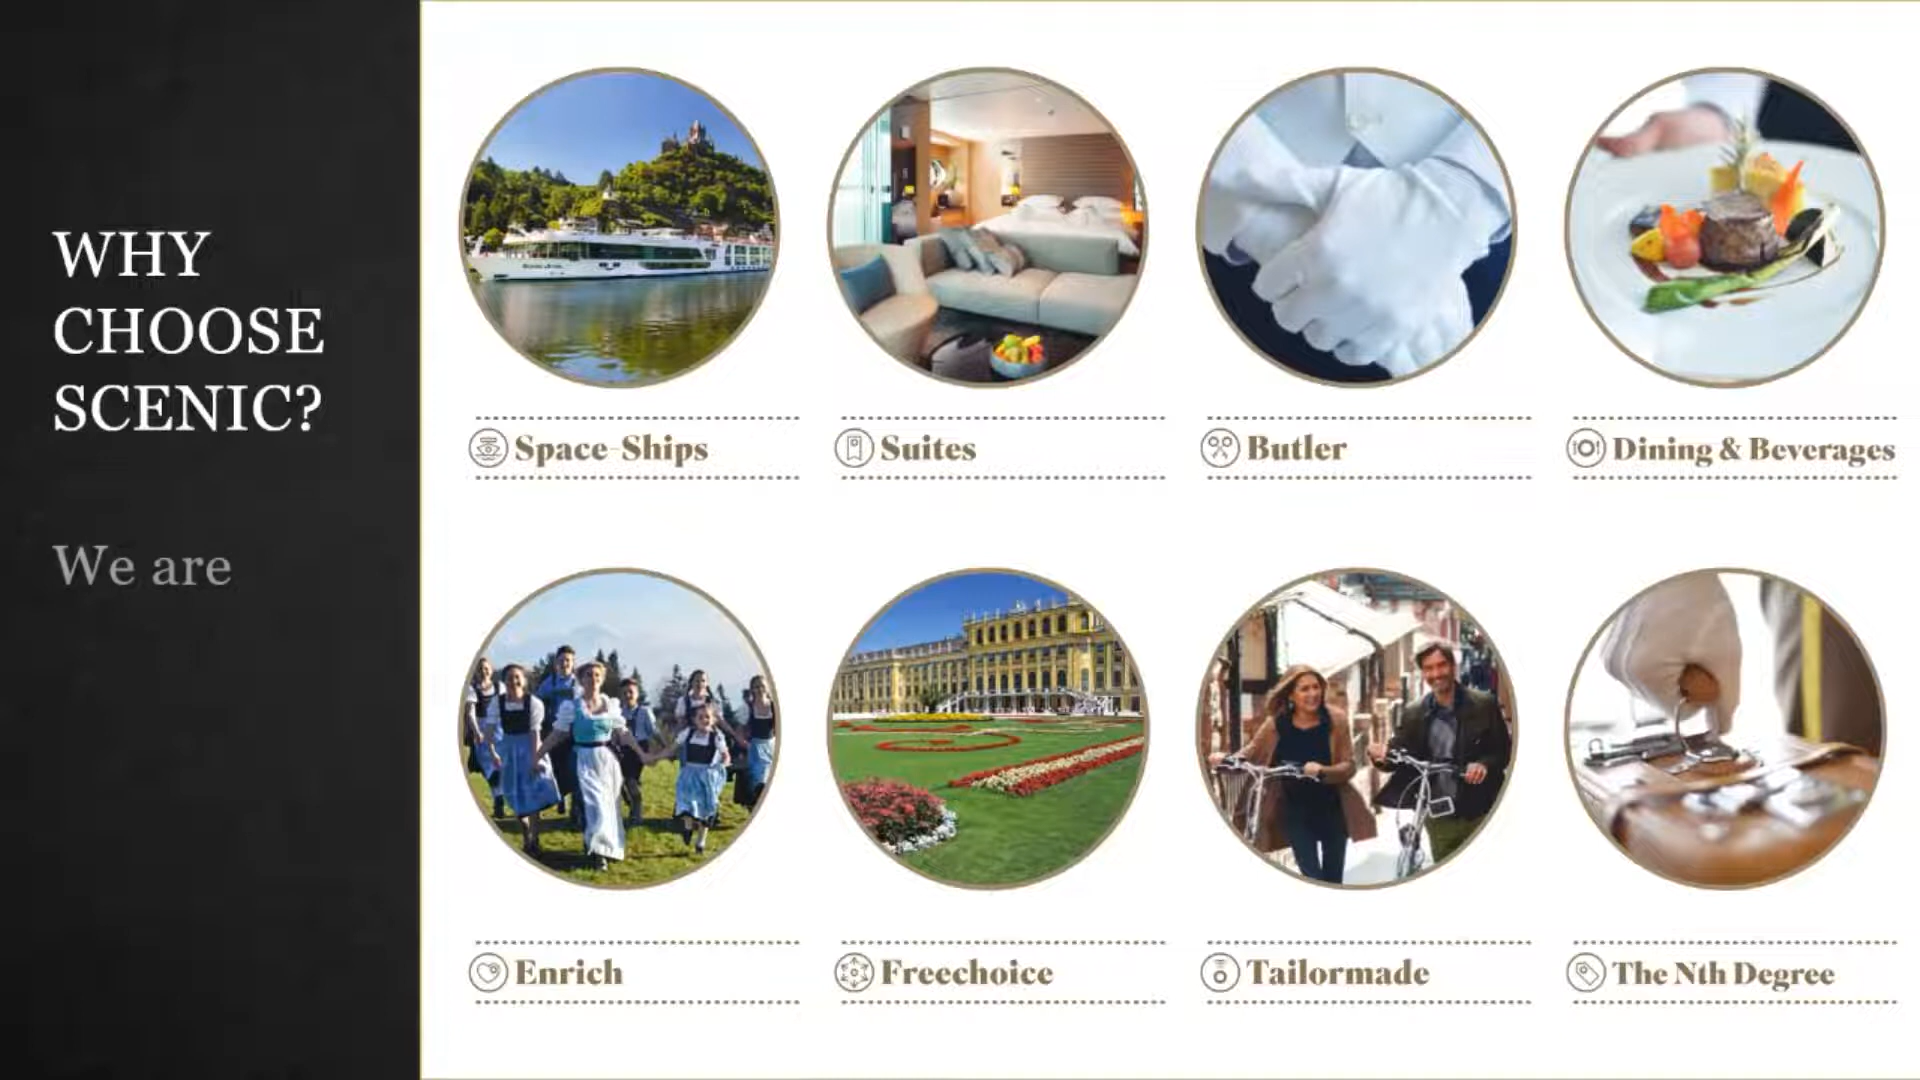 WHY
CHOOSE
SCENIC?
We are
Space-Ships
Suites
Butler
Dining & Beverages
Enrich
Freechoice
Tailormade
The Nth Degree